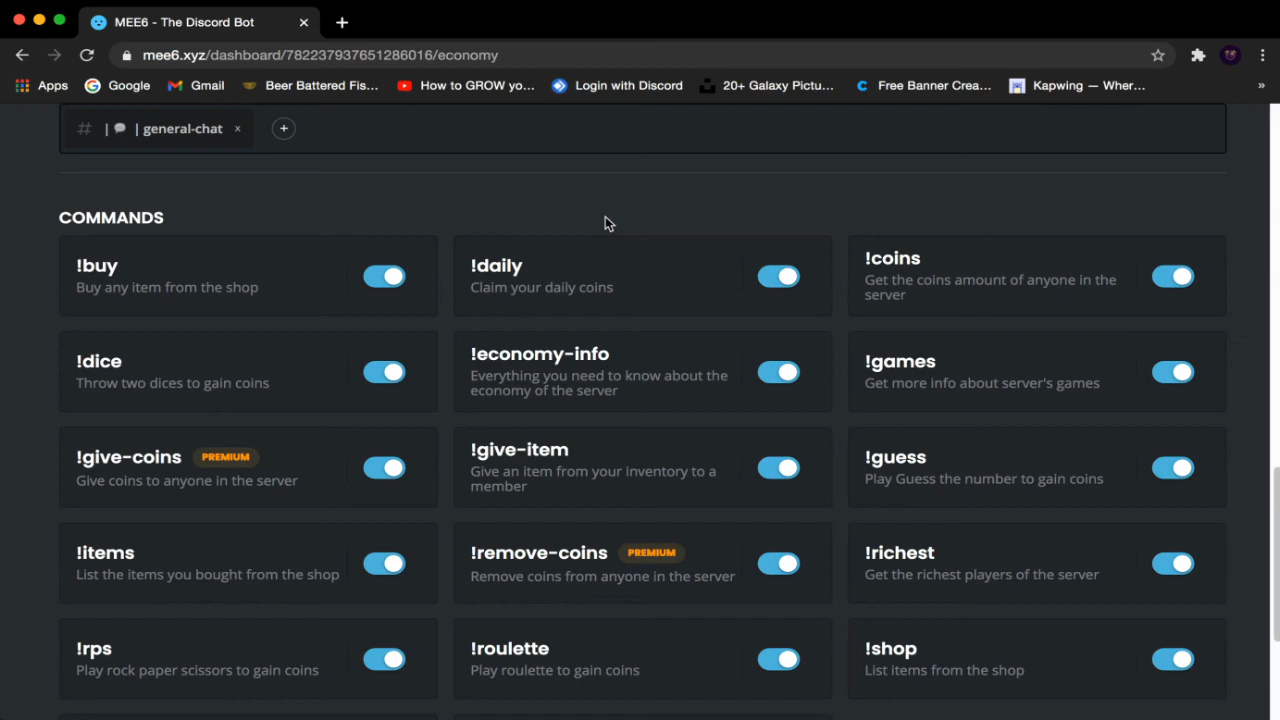 MEE6 - The Discord Bot
mee6.xyz/dashboard/782237937651286016/economy
Apps Google Gmail Beer Battered Fis... How to GROW yo... Login with Discord 20+ Galaxy Pictu... Free Banner Crea... Kapwing — Wher... »
# | | general-chat x +
COMMANDS
!buy
Buy any item from the shop
!daily
Claim your daily coins
!coins
Get the coins amount of anyone in the
server
!dice
Throw two dices to gain coins
!economy-info
Everything you need to know about the
economy of the server
!games
Get more info about server's games
!give-coins PREMIUM
Give coins to anyone in the server
!give-item
Give an item from your inventory to a
member
!guess
Play Guess the number to gain coins
!items
List the items you bought from the shop
!remove-coins PREMIUM
Remove coins from anyone in the server
!richest
Get the richest players of the server
!rps
Play rock paper scissors to gain coins
!roulette
Play roulette to gain coins
!shop
List items from the shop